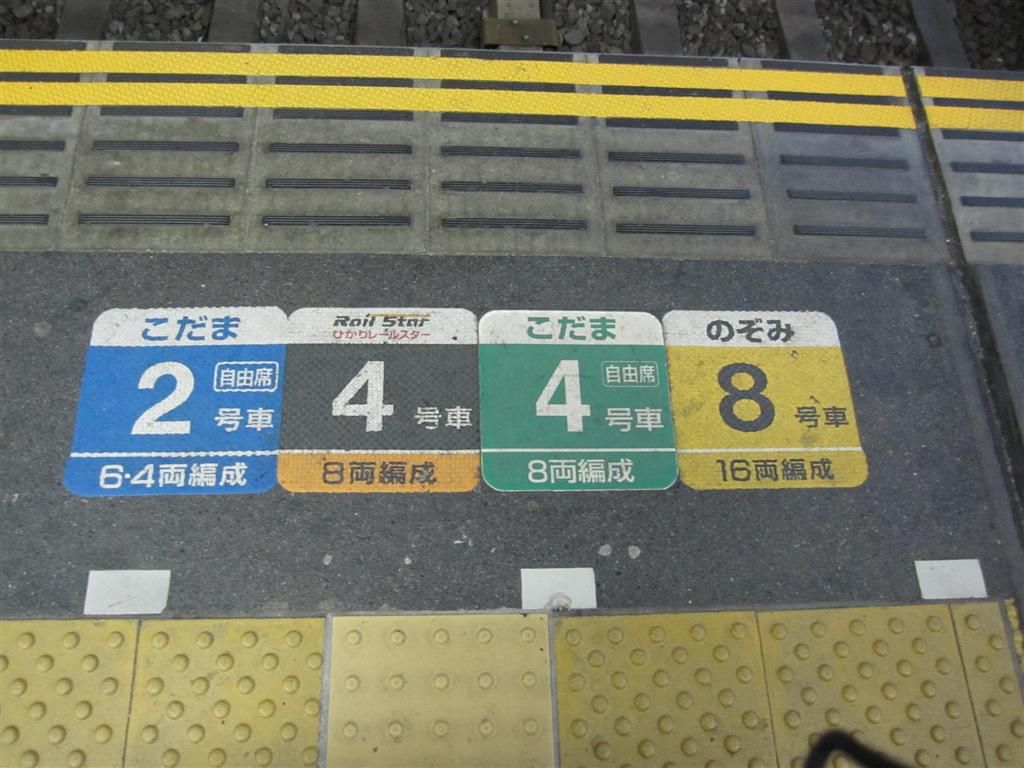 こだま
2 自由席
号車
6・4両編成
Rail Star
ひかりレールスター
4 号車
8両編成
こだま
4 自由席
号車
8両編成
のぞみ
8 号車
16両編成